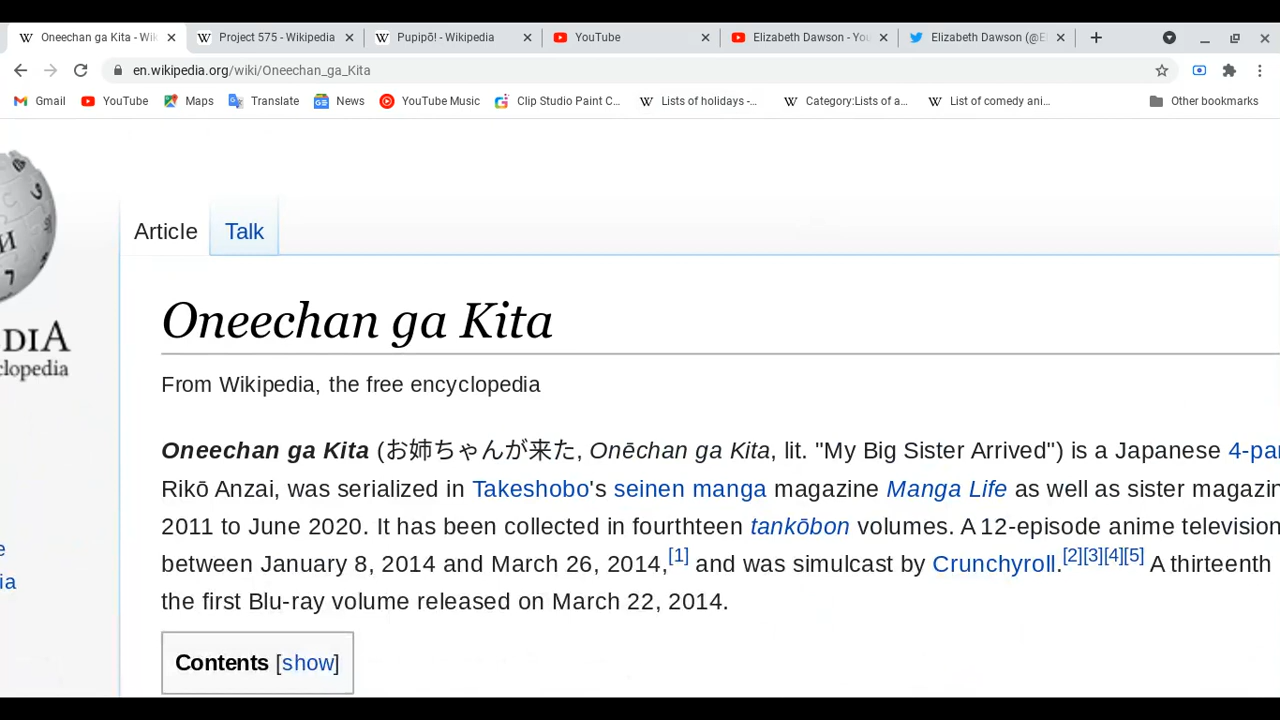 Oneechan ga Kita - Wik
Project 575 - Wikipedia
Pupipō! - Wikipedia
YouTube
Elizabeth Dawson - You
Elizabeth Dawson (@E
en.wikipedia.org/wiki/Oneechan_ga_Kita
Gmail YouTube Maps Translate News YouTube Music Clip Studio Paint C... Lists of holidays -... Category:Lists of a... List of comedy ani... Other bookmarks
Article Talk
Oneechan ga Kita
DIA
clopedia
From Wikipedia, the free encyclopedia
Oneechan ga Kita (お姉ちゃんが来た, Onēchan ga Kita, lit. "My Big Sister Arrived") is a Japanese 4-pa
Rikō Anzai, was serialized in Takeshobo's seinen manga magazine Manga Life as well as sister magazin
2011 to June 2020. It has been collected in fourthteen tankōbon volumes. A 12-episode anime television
between January 8, 2014 and March 26, 2014,[1] and was simulcast by Crunchyroll.[2][3][4][5] A thirteenth
the first Blu-ray volume released on March 22, 2014.
Contents [show]